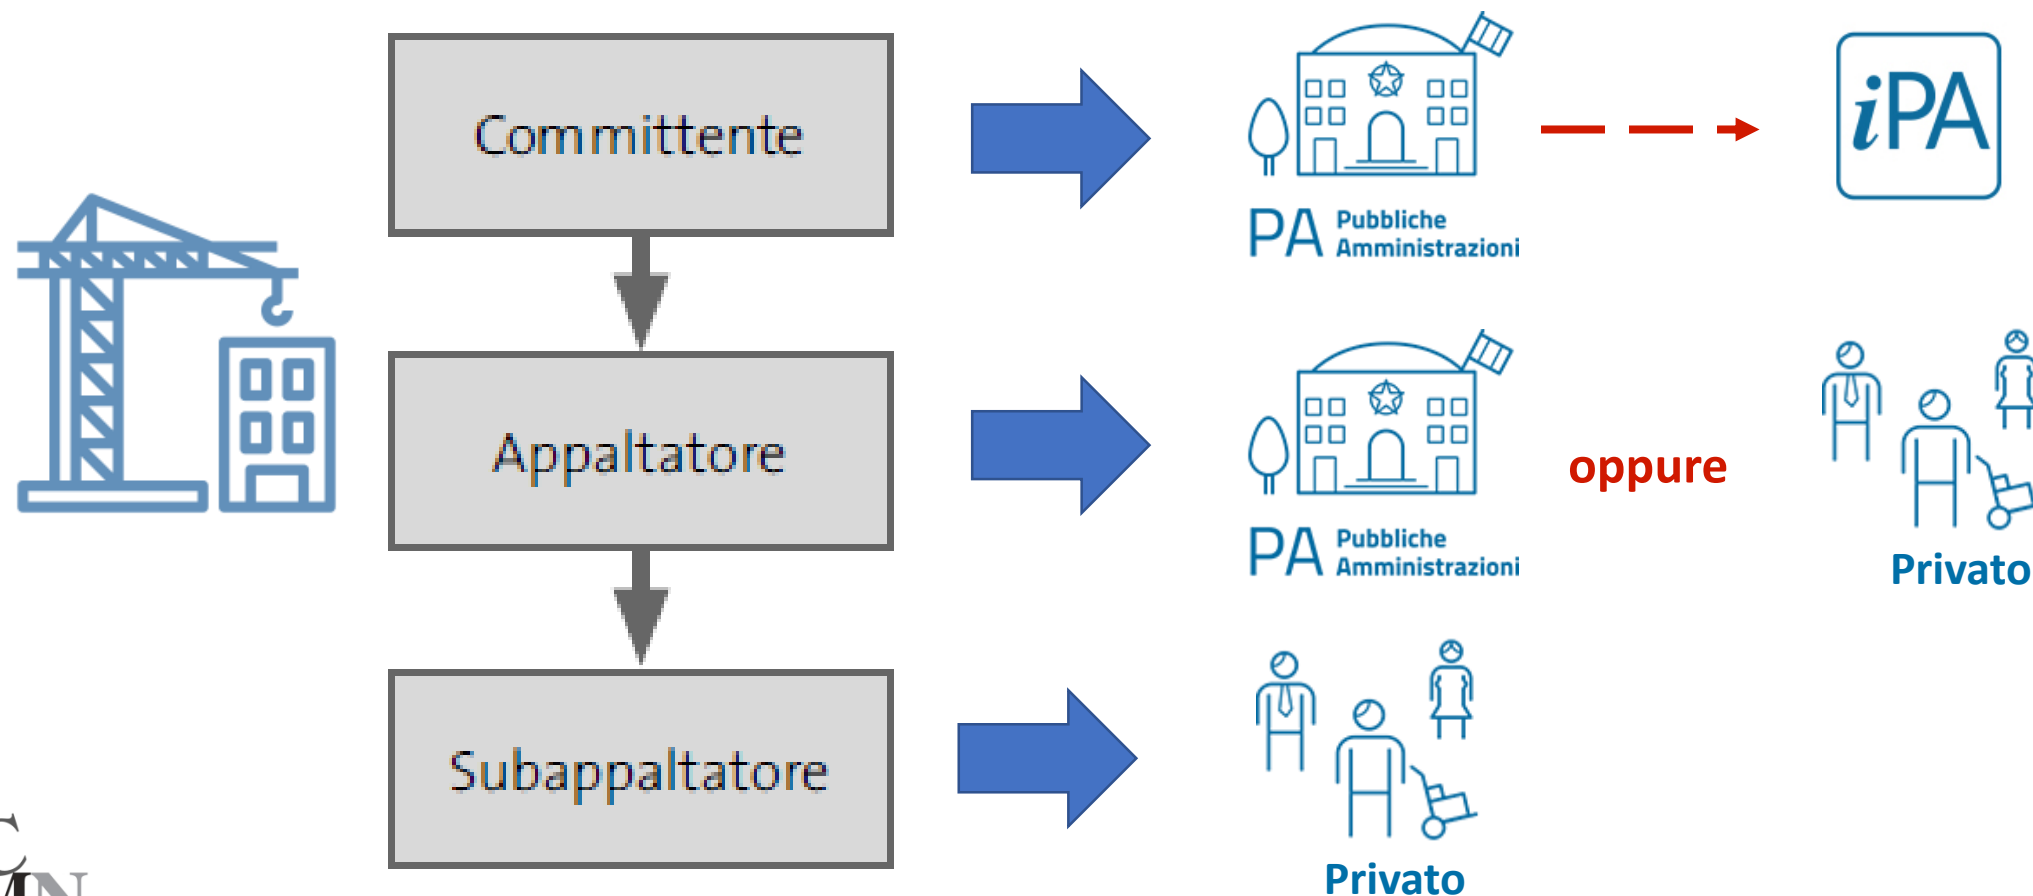 Committente
PA Pubbliche
Amministrazioni
iPA
Appaltatore
PA Pubbliche
Amministrazioni
oppure
Privato
Subappaltatore
Privato